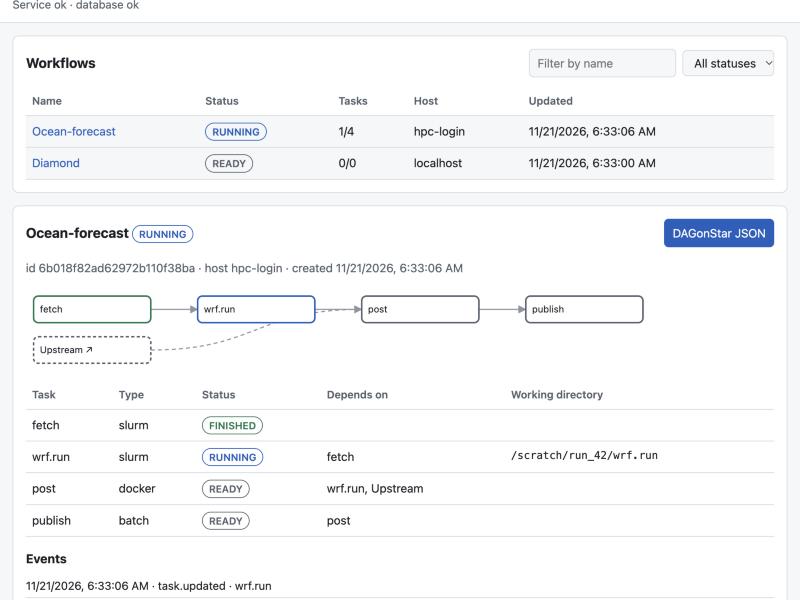 Service ok · database ok
Workflows
Filter by name
All statuses
Name Status Tasks Host Updated
Ocean-forecast RUNNING 1/4 hpc-login 11/21/2026, 6:33:06 AM
Diamond READY 0/0 localhost 11/21/2026, 6:33:00 AM
Ocean-forecast RUNNING DAGonStar JSON
id 6b018f82ad62972b110f38ba · host hpc-login · created 11/21/2026, 6:33:06 AM
fetch wrf.run post publish
Upstream ↗
Task Type Status Depends on Working directory
fetch slurm FINISHED
wrf.run slurm RUNNING fetch /scratch/run_42/wrf.run
post docker READY wrf.run, Upstream
publish batch READY post
Events
11/21/2026, 6:33:06 AM · task.updated · wrf.run